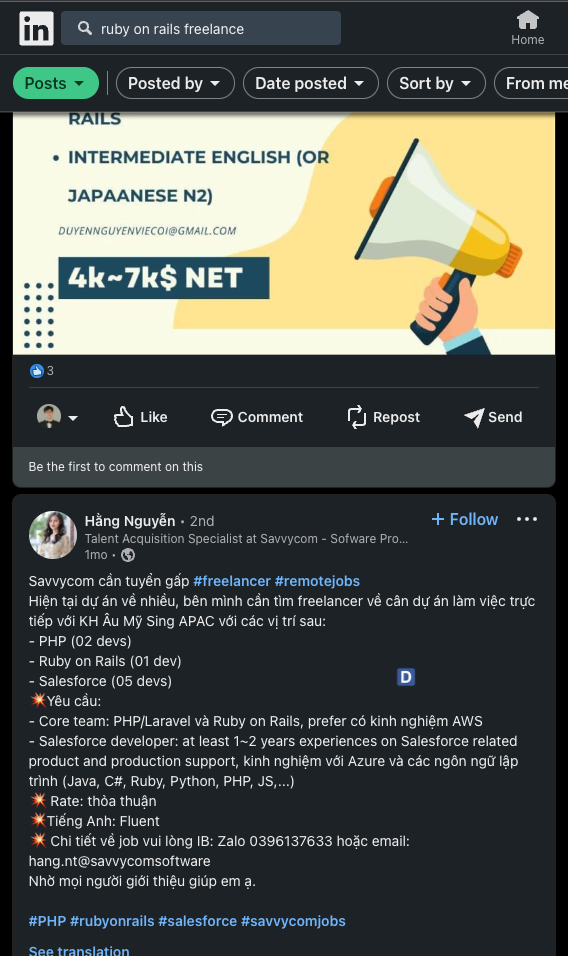 in
ruby on rails freelance
Home
Posts
Posted by
Date posted
Sort by
From me
RAILS
• INTERMEDIATE ENGLISH (OR
JAPAANESE N2)
DUYENNGUYENVIECOI@GMAIL.COM
4k~7k$ NET
3
Like
Comment
Repost
Send
Be the first to comment on this
Hằng Nguyễn • 2nd
+ Follow
Talent Acquisition Specialist at Savvycom - Sofware Pro...
1mo •
Savvycom cần tuyển gấp #freelancer #remotejobs
Hiện tại dự án về nhiều, bên mình cần tìm freelancer về cân dự án làm việc trực
tiếp với KH Âu Mỹ Sing APAC với các vị trí sau:
- PHP (02 devs)
- Ruby on Rails (01 dev)
D
- Salesforce (05 devs)
💥Yêu cầu:
- Core team: PHP/Laravel và Ruby on Rails, prefer có kinh nghiệm AWS
- Salesforce developer: at least 1~2 years experiences on Salesforce related
product and production support, kinh nghiệm với Azure và các ngôn ngữ lập
trình (Java, C#, Ruby, Python, PHP, JS,...)
💥 Rate: thỏa thuận
💥Tiếng Anh: Fluent
💥 Chi tiết về job vui lòng IB: Zalo 0396137633 hoặc email:
hang.nt@savvycomsoftware
Nhờ mọi người giới thiệu giúp em ạ.
#PHP #rubyonrails #salesforce #savvycomjobs
See translation